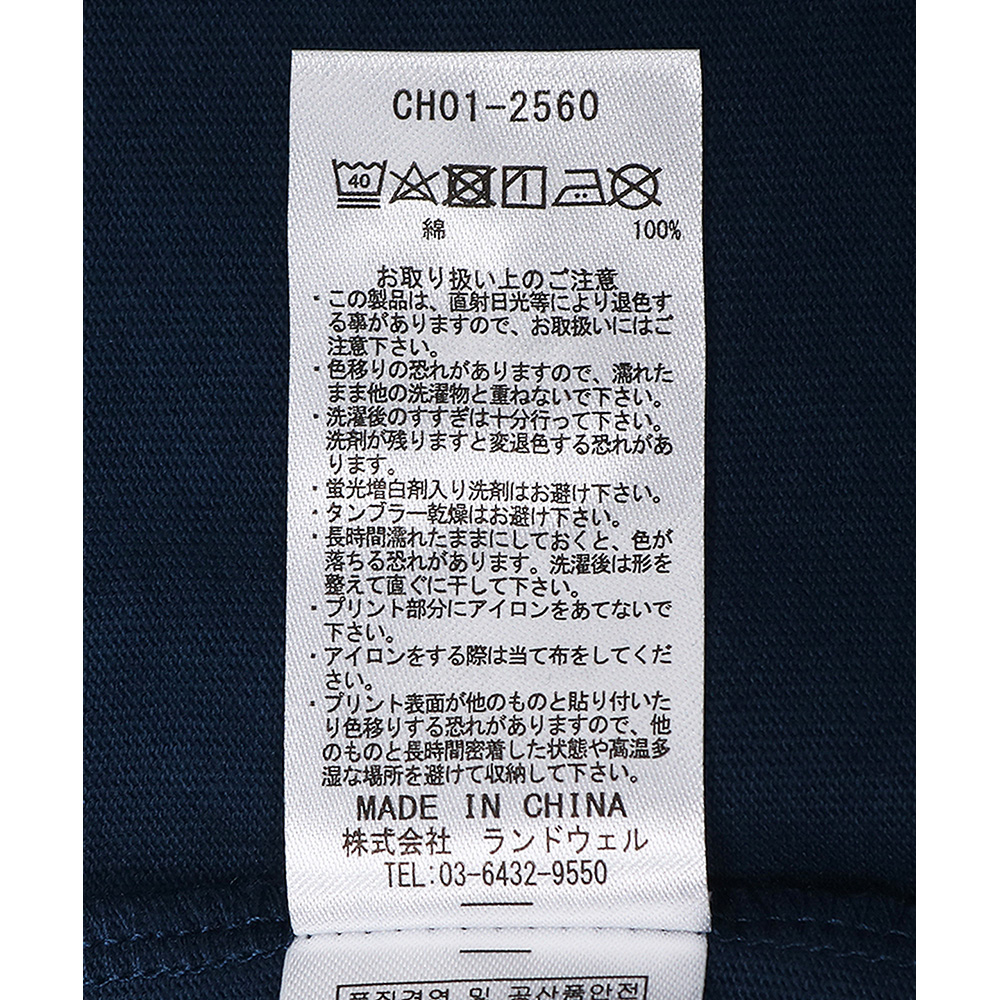 CH01-2560
40
綿 100%
お取り扱い上のご注意
・この製品は、直射日光等により退色す
る事がありますので、お取扱いにはご
注意下さい。
・色移りの恐れがありますので、濡れた
まま他の洗濯物と重ねないで下さい。
・洗濯後のすすぎは十分行って下さい。
洗剤が残りますと変退色する恐れがあ
ります。
・蛍光増白剤入り洗剤はお避け下さい。
・タンブラー乾燥はお避け下さい。
・長時間濡れたままにしておくと、色が
落ちる恐れがあります。洗濯後は形を
整えて直ぐに干して下さい。
・プリント部分にアイロンをあてないで
下さい。
・アイロンをする際は当て布をしてくだ
さい。
・プリント表面が他のものと貼り付いた
り色移りする恐れがありますので、他
のものと長時間密着した状態や高温多
湿な場所を避けて収納して下さい。
MADE IN CHINA
株式会社 ランドウェル
TEL:03-6432-9550
품질경영 및 공산품안전